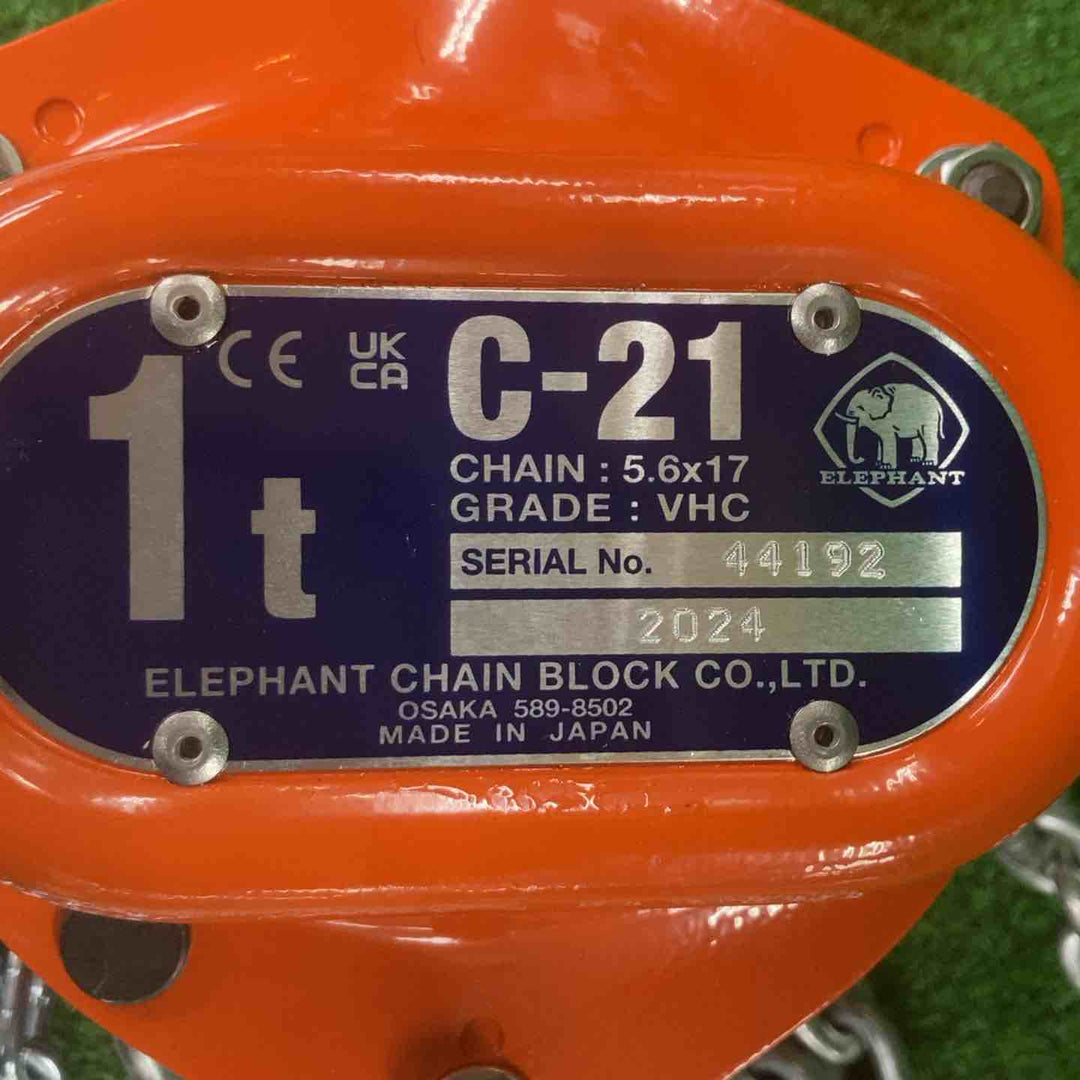 1t
CE UK CA
C-21
CHAIN : 5.6x17
GRADE : VHC
ELEPHANT
SERIAL No. 44192
2024
ELEPHANT CHAIN BLOCK CO.,LTD.
OSAKA 589-8502
MADE IN JAPAN